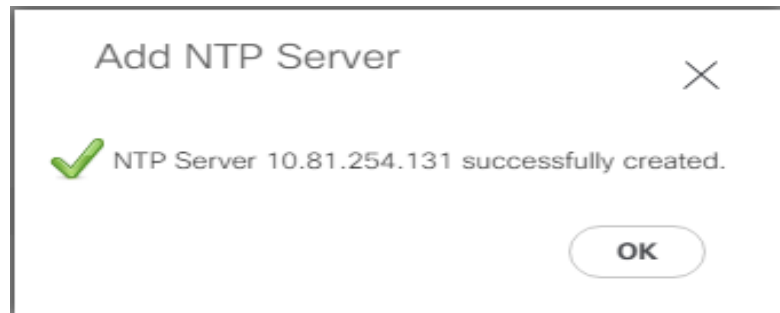 Add NTP Server
NTP Server 10.81.254.131 successfully created.
OK